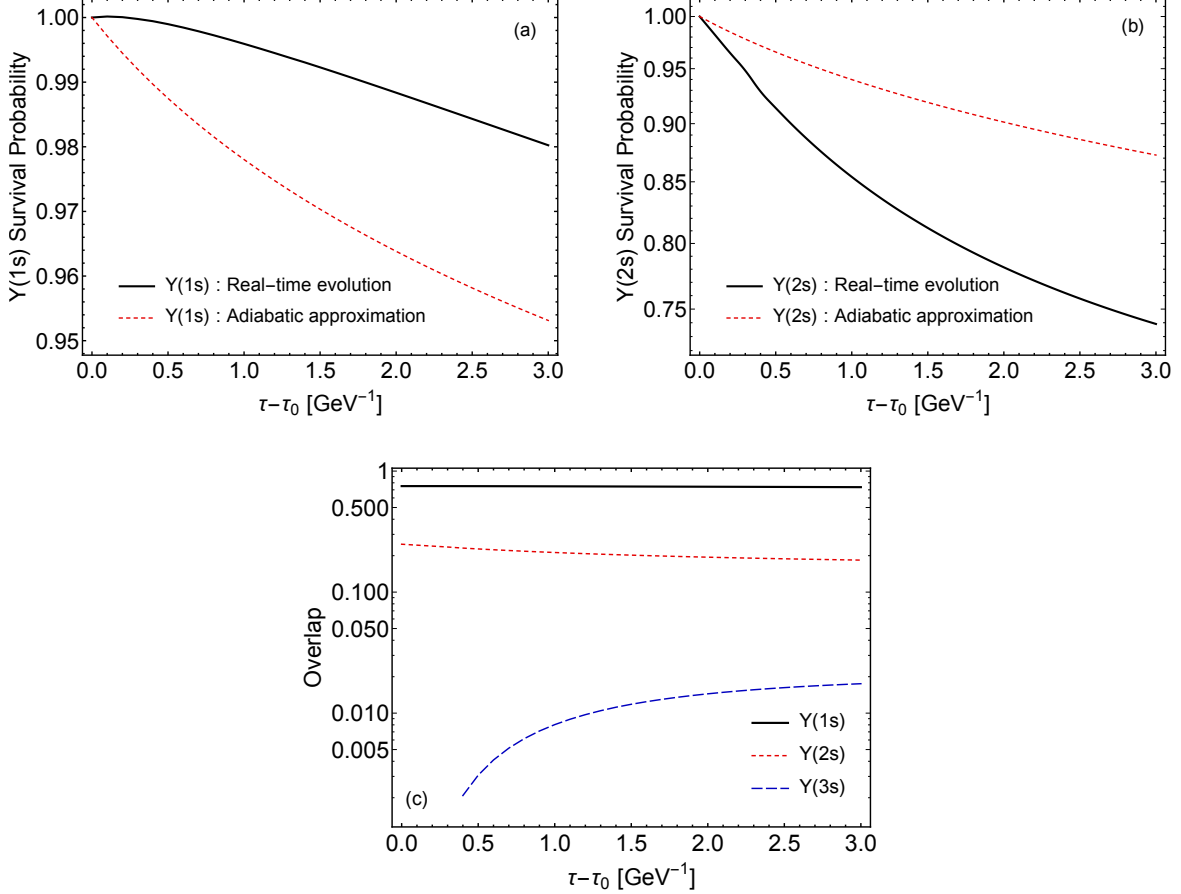 (a)
Υ(1s) Survival Probability
1.00
0.99
0.98
0.97
0.96
0.95
Υ(1s) : Real-time evolution
Υ(1s) : Adiabatic approximation
0.0 0.5 1.0 1.5 2.0 2.5 3.0
τ-τ₀ [GeV⁻¹]
(b)
Υ(2s) Survival Probability
1.00
0.95
0.90
0.85
0.80
0.75
Υ(2s) : Real-time evolution
Υ(2s) : Adiabatic approximation
0.0 0.5 1.0 1.5 2.0 2.5 3.0
τ-τ₀ [GeV⁻¹]
Overlap
1
0.500
0.100
0.050
0.010
0.005
Υ(1s)
Υ(2s)
Υ(3s)
(c)
0.0 0.5 1.0 1.5 2.0 2.5 3.0
τ-τ₀ [GeV⁻¹]